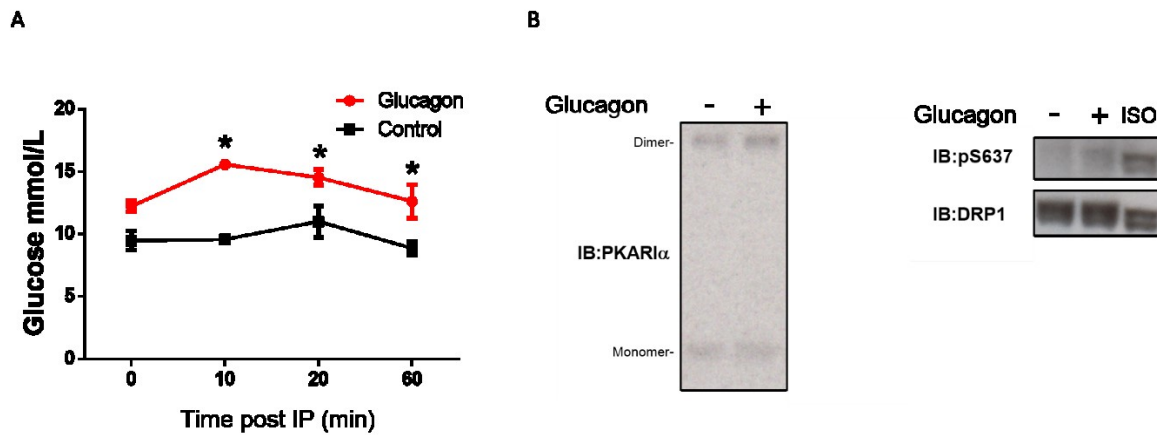 A
B
20
15
10
5
0
Glucose mmol/L
Glucagon
Control
*
*
*
0 10 20 60
Time post IP (min)
Glucagon - +
Dimer-
IB:PKARIα
Monomer-
Glucagon - + ISO
IB:pS637
IB:DRP1